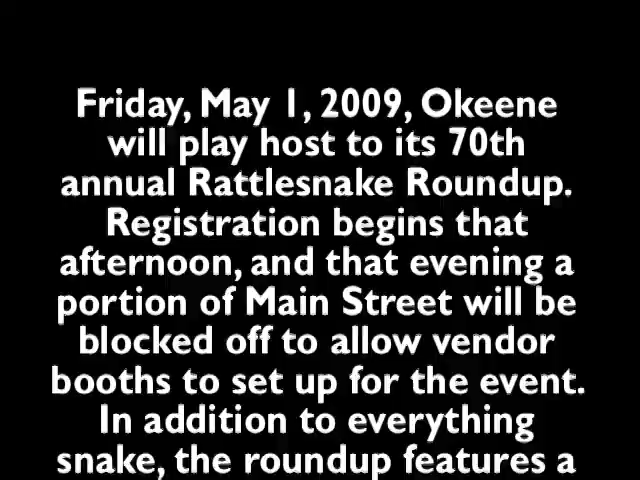 Friday, May 1, 2009, Okeene
will play host to its 70th
annual Rattlesnake Roundup.
Registration begins that
afternoon, and that evening a
portion of Main Street will be
blocked off to allow vendor
booths to set up for the event.
In addition to everything
snake, the roundup features a